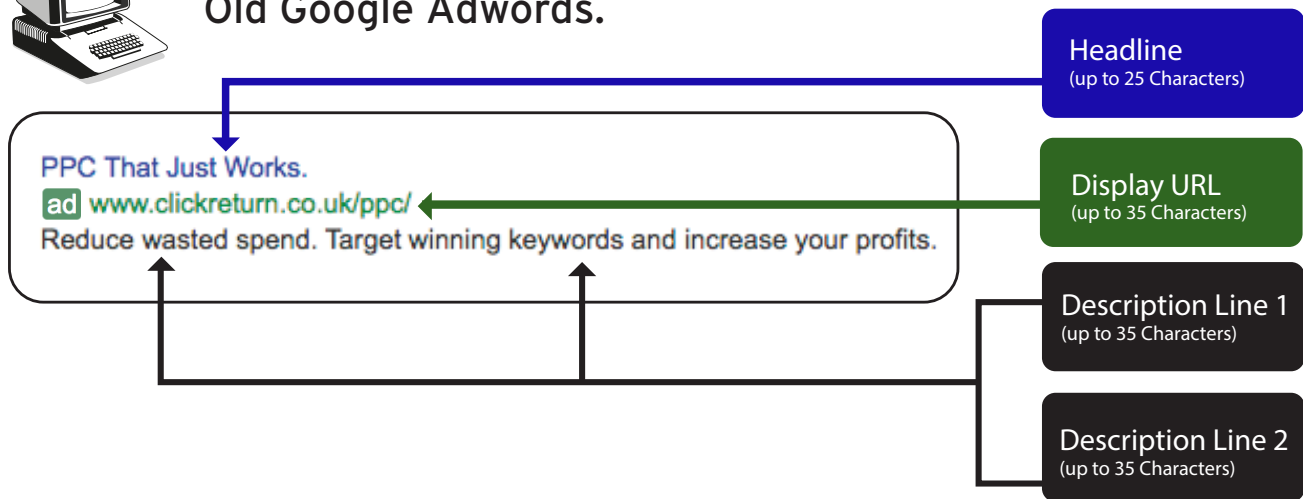 Old Google Adwords.
Headline
(up to 25 Characters)
PPC That Just Works.
ad www.clickreturn.co.uk/ppc/
Reduce wasted spend. Target winning keywords and increase your profits.
Display URL
(up to 35 Characters)
Description Line 1
(up to 35 Characters)
Description Line 2
(up to 35 Characters)